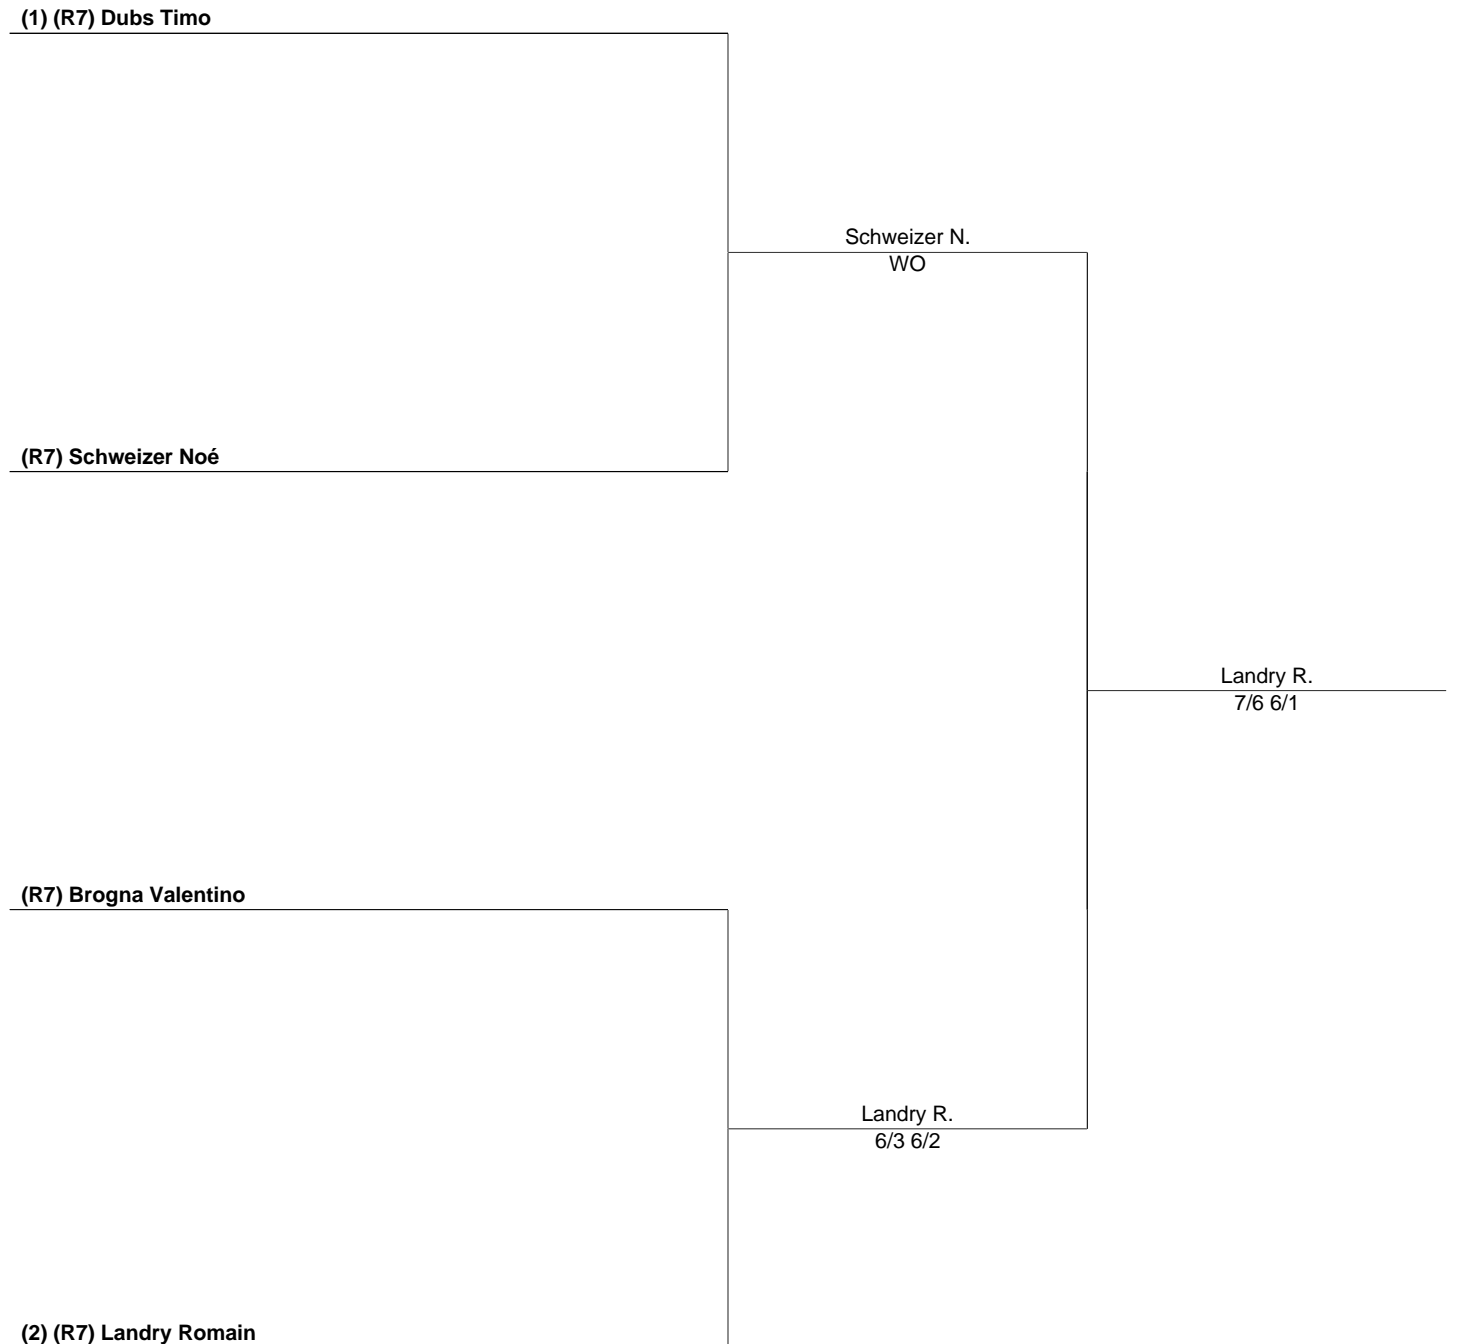 (1) (R7) Dubs Timo
Schweizer N.
WO
(R7) Schweizer Noé
Landry R.
7/6 6/1
(R7) Brogna Valentino
Landry R.
6/3 6/2
(2) (R7) Landry Romain